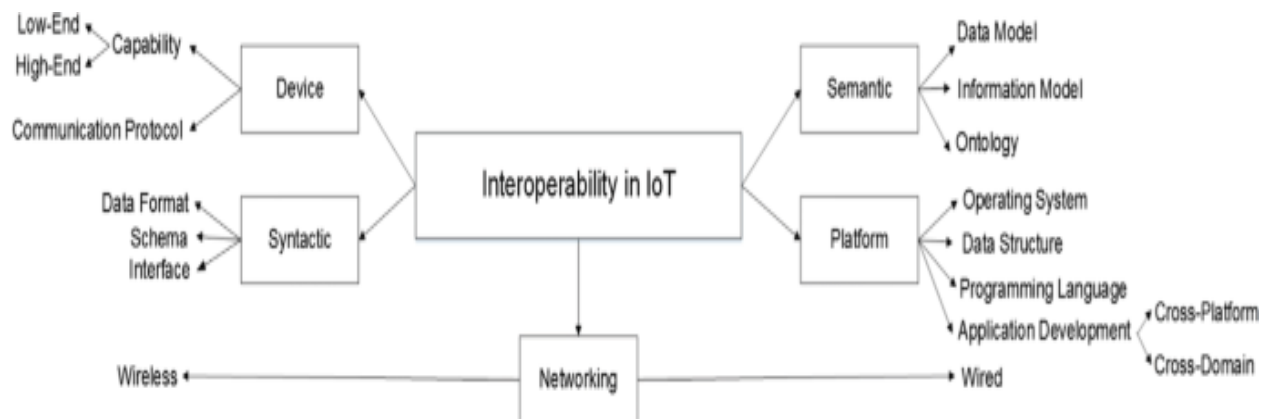 Low-End
High-End
Capability
Communication Protocol
Device
Data Format
Schema
Interface
Syntactic
Interoperability in IoT
Semantic
Data Model
Information Model
Ontology
Platform
Operating System
Data Structure
Programming Language
Application Development
Cross-Platform
Cross-Domain
Wireless
Networking
Wired